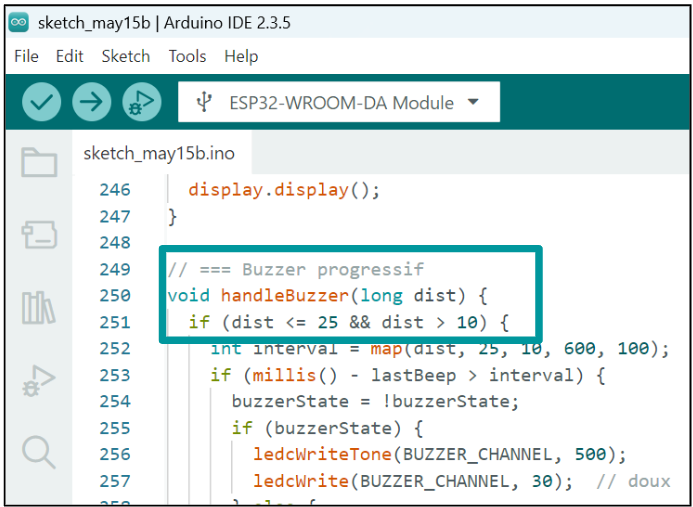 sketch_may15b | Arduino IDE 2.3.5
File Edit Sketch Tools Help
ESP32-WROOM-DA Module
sketch_may15b.ino
246 display.display();
247 }
248
249 // === Buzzer progressif
250 void handleBuzzer(long dist) {
251 if (dist <= 25 && dist > 10) {
252 int interval = map(dist, 25, 10, 600, 100);
253 if (millis() - lastBeep > interval) {
254 buzzerState = !buzzerState;
255 if (buzzerState) {
256 ledcWriteTone(BUZZER_CHANNEL, 500);
257 ledcWrite(BUZZER_CHANNEL, 30); // doux
258 } else {